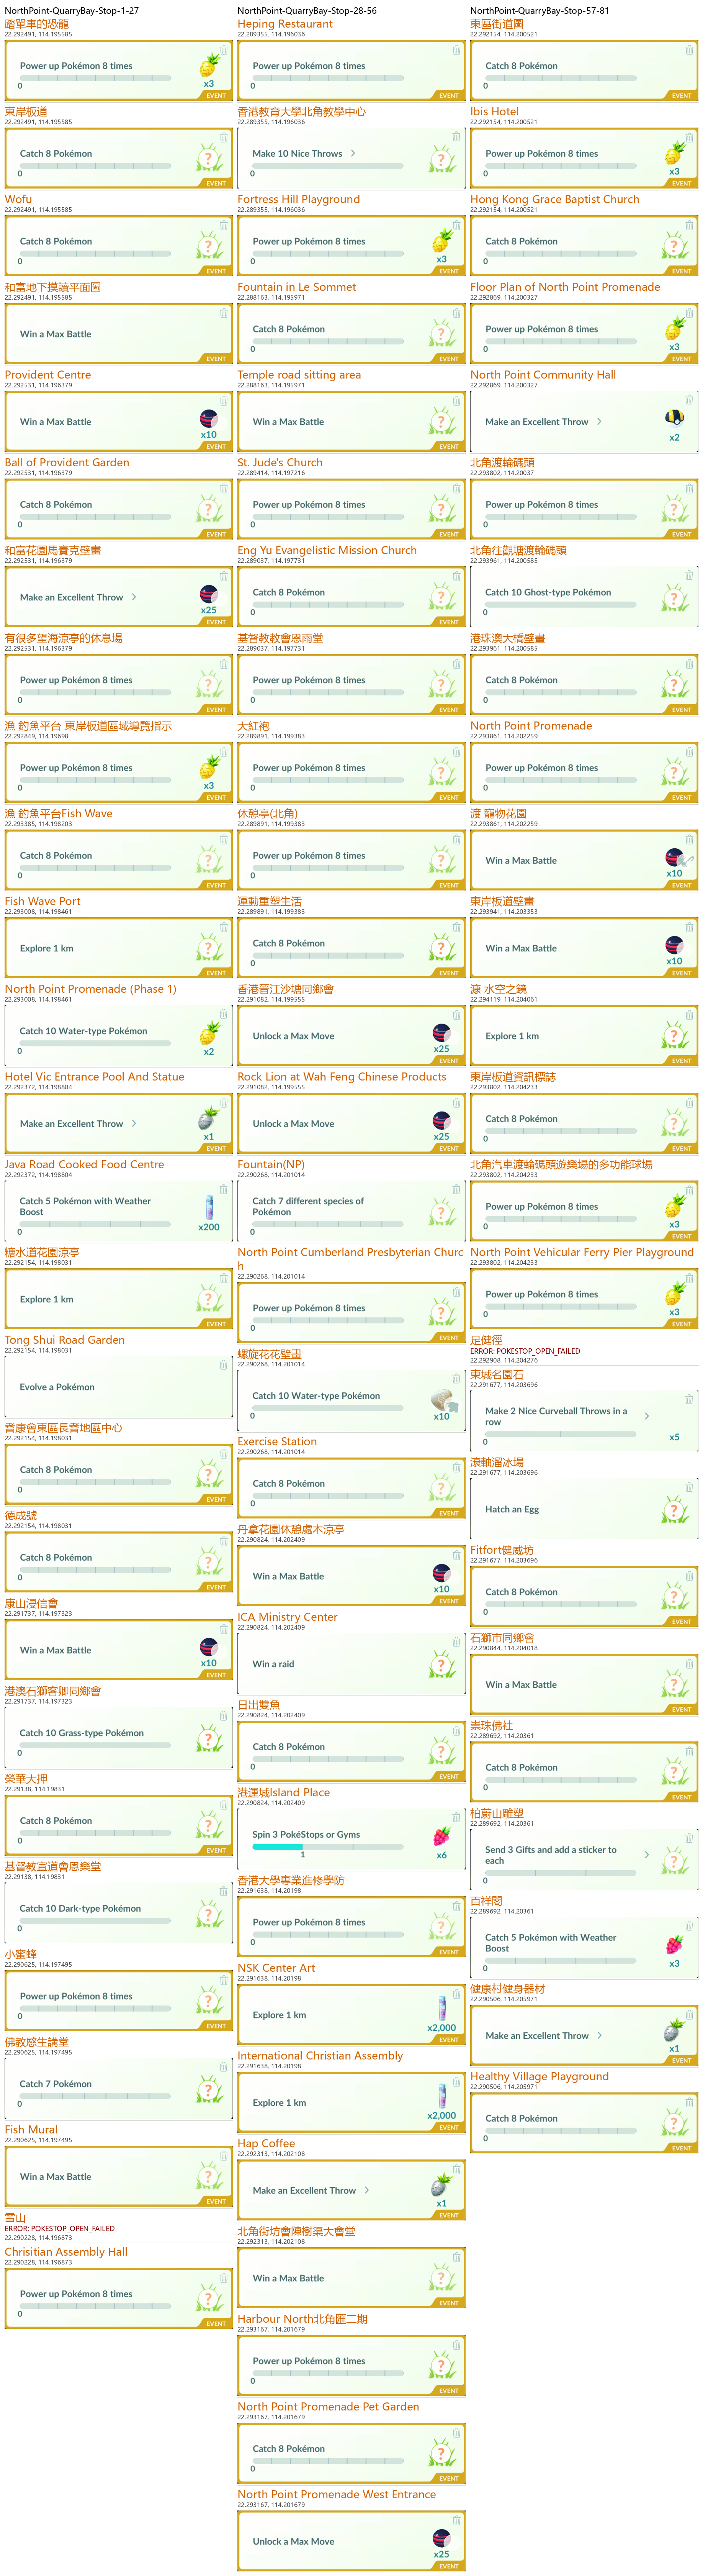 NorthPoint-QuarryBay-Stop-1-27
踏單車的恐龍
22.292491, 114.195585
Power up Pokémon 8 times
0
x3
EVENT
東岸板道
22.292491, 114.195585
Catch 8 Pokémon
0
?
EVENT
Wofu
22.292491, 114.195585
Catch 8 Pokémon
0
?
EVENT
和富地下摸讀平面圖
22.292491, 114.195585
Win a Max Battle
EVENT
Provident Centre
22.292531, 114.196379
Win a Max Battle
x10
EVENT
Ball of Provident Garden
22.292531, 114.196379
Catch 8 Pokémon
0
?
EVENT
和富花園馬賽克壁畫
22.292531, 114.196379
Make an Excellent Throw >
x25
EVENT
有很多望海涼亭的休息場
22.292531, 114.196379
Power up Pokémon 8 times
0
?
EVENT
漁 釣魚平台 東岸板道區域導覽指示
22.292849, 114.19698
Power up Pokémon 8 times
0
x3
EVENT
漁 釣魚平台Fish Wave
22.293385, 114.198203
Catch 8 Pokémon
0
?
EVENT
Fish Wave Port
22.293008, 114.198461
Explore 1 km
?
EVENT
North Point Promenade (Phase 1)
22.293008, 114.198461
Catch 10 Water-type Pokémon
0
x2
Hotel Vic Entrance Pool And Statue
22.292372, 114.198804
Make an Excellent Throw >
x1
EVENT
Java Road Cooked Food Centre
22.292372, 114.198804
Catch 5 Pokémon with Weather
Boost
0
x200
糖水道花園涼亭
22.292154, 114.198031
Explore 1 km
?
EVENT
Tong Shui Road Garden
22.292154, 114.198031
Evolve a Pokémon
耆康會東區長者地區中心
22.292154, 114.198031
Catch 8 Pokémon
0
?
EVENT
德成號
22.292154, 114.198031
Catch 8 Pokémon
0
?
EVENT
康山浸信會
22.291737, 114.197323
Win a Max Battle
x10
EVENT
港澳石獅客卿同鄉會
22.291737, 114.197323
Catch 10 Grass-type Pokémon
0
?
榮華大押
22.29138, 114.19831
Catch 8 Pokémon
0
?
EVENT
基督教宣道會恩樂堂
22.29138, 114.19831
Catch 10 Dark-type Pokémon
0
?
小蜜蜂
22.290625, 114.197495
Power up Pokémon 8 times
0
?
EVENT
佛教愍生講堂
22.290625, 114.197495
Catch 7 Pokémon
0
?
Fish Mural
22.290625, 114.197495
Win a Max Battle
?
EVENT
雪山
ERROR: POKESTOP_OPEN_FAILED
22.290228, 114.196873
Chrisitian Assembly Hall
22.290228, 114.196873
Power up Pokémon 8 times
0
?
EVENT
NorthPoint-QuarryBay-Stop-28-56
Heping Restaurant
22.289355, 114.196036
Power up Pokémon 8 times
0
EVENT
香港教育大學北角教學中心
22.289355, 114.196036
Make 10 Nice Throws >
0
?
Fortress Hill Playground
22.289355, 114.196036
Power up Pokémon 8 times
0
x3
EVENT
Fountain in Le Sommet
22.288163, 114.195971
Catch 8 Pokémon
0
?
EVENT
Temple road sitting area
22.288163, 114.195971
Win a Max Battle
?
EVENT
St. Jude's Church
22.289414, 114.197216
Power up Pokémon 8 times
0
?
EVENT
Eng Yu Evangelistic Mission Church
22.289037, 114.197731
Catch 8 Pokémon
0
?
EVENT
基督教教會恩雨堂
22.289037, 114.197731
Power up Pokémon 8 times
0
?
EVENT
大紅袍
22.289891, 114.199383
Power up Pokémon 8 times
0
?
EVENT
休憩亭(北角)
22.289891, 114.199383
Power up Pokémon 8 times
0
?
EVENT
運動重塑生活
22.289891, 114.199383
Catch 8 Pokémon
0
?
EVENT
香港晉江沙塘同鄉會
22.291082, 114.199555
Unlock a Max Move
x25
EVENT
Rock Lion at Wah Feng Chinese Products
22.291082, 114.199555
Unlock a Max Move
x25
EVENT
Fountain(NP)
22.290268, 114.201014
Catch 7 different species of
Pokémon
0
?
North Point Cumberland Presbyterian Churc
h
22.290268, 114.201014
Power up Pokémon 8 times
0
?
EVENT
螺旋花花壁畫
22.290268, 114.201014
Catch 10 Water-type Pokémon
0
x10
Exercise Station
22.290268, 114.201014
Catch 8 Pokémon
0
?
EVENT
丹拿花園休憩處木涼亭
22.290824, 114.202409
Win a Max Battle
x10
EVENT
ICA Ministry Center
22.290824, 114.202409
Win a raid
?
日出雙魚
22.290824, 114.202409
Catch 8 Pokémon
0
?
EVENT
港運城Island Place
22.290824, 114.202409
Spin 3 PokéStops or Gyms
1
x6
香港大學專業進修學防
22.291638, 114.20198
Power up Pokémon 8 times
0
?
EVENT
NSK Center Art
22.291638, 114.20198
Explore 1 km
x2,000
EVENT
International Christian Assembly
22.291638, 114.20198
Explore 1 km
x2,000
EVENT
Hap Coffee
22.292313, 114.202108
Make an Excellent Throw >
x1
EVENT
北角街坊會陳樹渠大會堂
22.292313, 114.202108
Win a Max Battle
?
EVENT
Harbour North北角匯二期
22.293167, 114.201679
Power up Pokémon 8 times
0
?
EVENT
North Point Promenade Pet Garden
22.293167, 114.201679
Catch 8 Pokémon
0
?
EVENT
North Point Promenade West Entrance
22.293167, 114.201679
Unlock a Max Move
x25
EVENT
NorthPoint-QuarryBay-Stop-57-81
東區街道圖
22.292154, 114.200521
Catch 8 Pokémon
0
EVENT
Ibis Hotel
22.292154, 114.200521
Power up Pokémon 8 times
0
x3
EVENT
Hong Kong Grace Baptist Church
22.292154, 114.200521
Catch 8 Pokémon
0
?
EVENT
Floor Plan of North Point Promenade
22.292869, 114.200327
Power up Pokémon 8 times
0
x3
EVENT
North Point Community Hall
22.292869, 114.200327
Make an Excellent Throw >
x2
北角渡輪碼頭
22.293802, 114.20037
Power up Pokémon 8 times
0
?
EVENT
北角往觀塘渡輪碼頭
22.293961, 114.200585
Catch 10 Ghost-type Pokémon
0
?
港珠澳大橋壁畫
22.293961, 114.200585
Catch 8 Pokémon
0
?
EVENT
North Point Promenade
22.293861, 114.202259
Power up Pokémon 8 times
0
?
EVENT
渡 寵物花園
22.293861, 114.202259
Win a Max Battle
x10
EVENT
東岸板道壁畫
22.293941, 114.203353
Win a Max Battle
x10
EVENT
漮 水空之鏡
22.294119, 114.204061
Explore 1 km
?
EVENT
東岸板道資訊標誌
22.293802, 114.204233
Catch 8 Pokémon
0
?
EVENT
北角汽車渡輪碼頭遊樂場的多功能球場
22.293802, 114.204233
Power up Pokémon 8 times
0
x3
EVENT
North Point Vehicular Ferry Pier Playground
22.293802, 114.204233
Power up Pokémon 8 times
0
x3
EVENT
足健徑
ERROR: POKESTOP_OPEN_FAILED
22.292908, 114.204276
東城名園石
22.291677, 114.203696
Make 2 Nice Curveball Throws in a
row >
0
x5
滾軸溜冰場
22.291677, 114.203696
Hatch an Egg
?
Fitfort健威坊
22.291677, 114.203696
Catch 8 Pokémon
0
?
EVENT
石獅市同鄉會
22.290844, 114.204018
Win a Max Battle
?
EVENT
崇珠佛社
22.289692, 114.20361
Catch 8 Pokémon
0
?
EVENT
柏蔚山雕塑
22.289692, 114.20361
Send 3 Gifts and add a sticker to
each >
0
?
百祥閣
22.289692, 114.20361
Catch 5 Pokémon with Weather
Boost
0
x3
健康村健身器材
22.290506, 114.205971
Make an Excellent Throw >
x1
EVENT
Healthy Village Playground
22.290506, 114.205971
Catch 8 Pokémon
0
?
EVENT